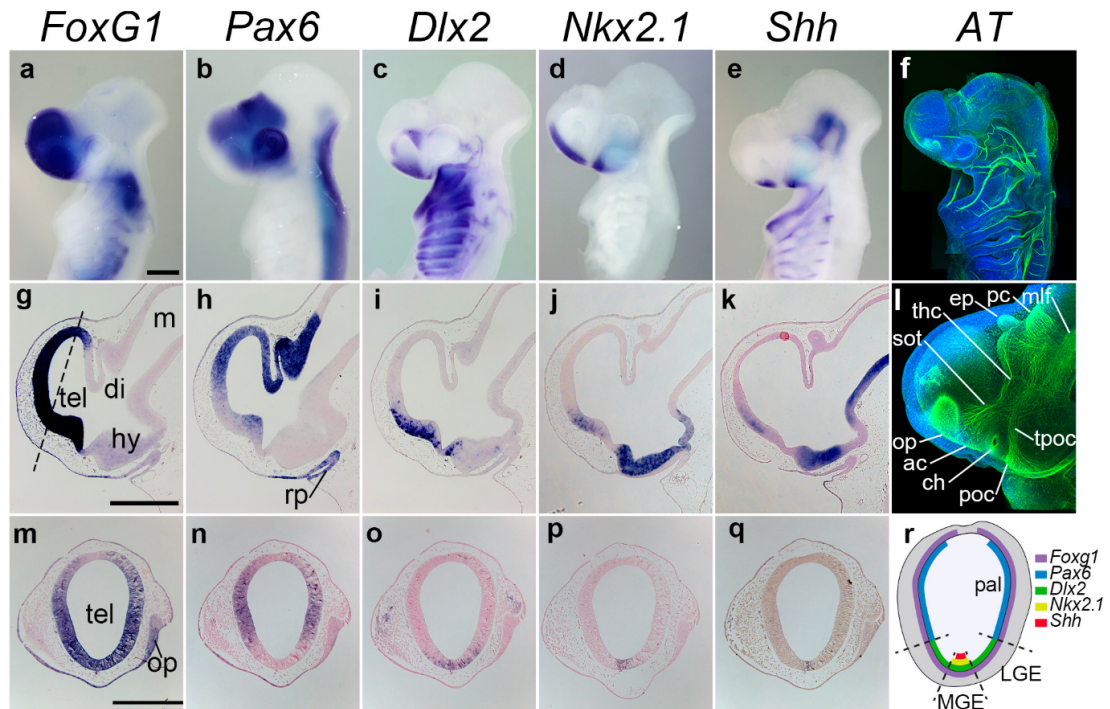 FoxG1 Pax6 Dlx2 Nkx2.1 Shh AT
a b c d e f
g h i j k l
m
tel
di
hy
rp
ep pc mlf
thc
sot
op
ac
ch
poc
tpoc
m n o p q r
tel
op
pal
Foxg1
Pax6
Dlx2
Nkx2.1
Shh
LGE
MGE